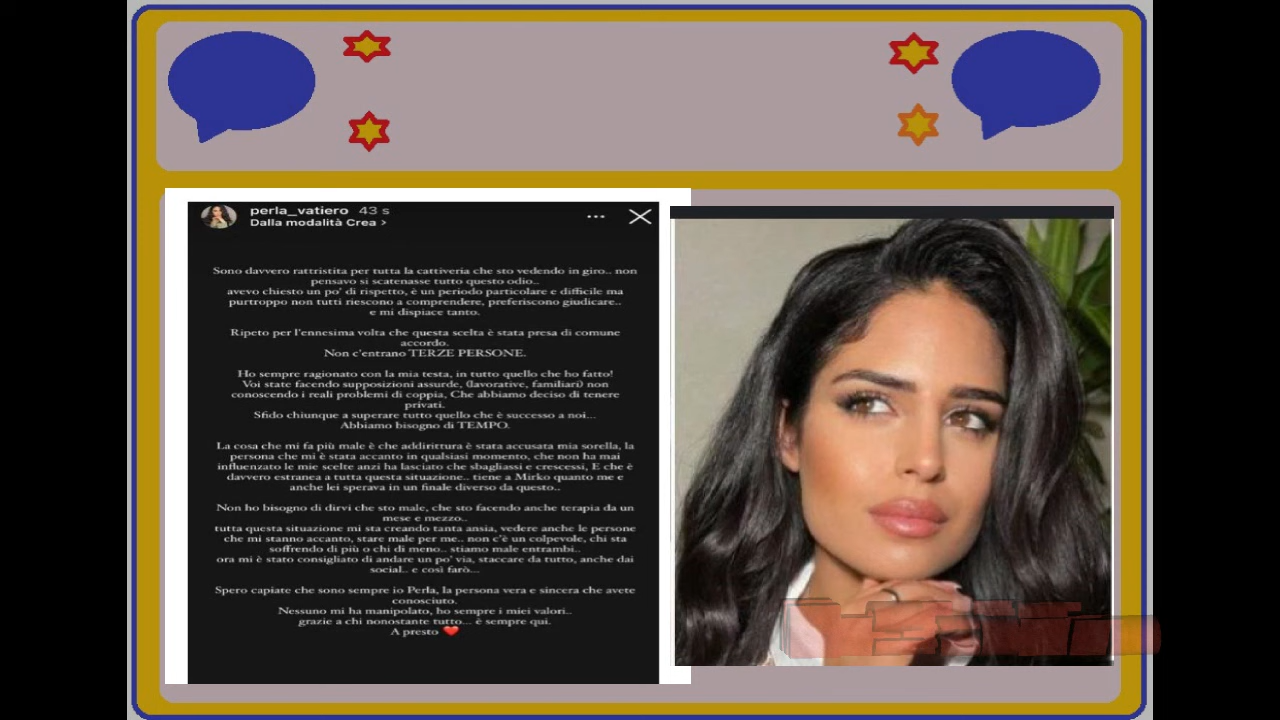 perla_vatiero 43 s
Dalla modalità Crea >
Sono davvero rattristita per tutta la cattiveria che sto vedendo in giro.. non
pensavo si scatenasse tutto questo odio..
avevo chiesto un po' di rispetto, è un periodo particolare e difficile ma
purtroppo non tutti riescono a comprendere, preferiscono giudicare..
e mi dispiace tanto.
Ripeto per l'ennesima volta che questa scelta è stata presa di comune
accordo.
Non c'entrano TERZE PERSONE.
Ho sempre ragionato con la mia testa, in tutto quello che ho fatto!
Voi state facendo supposizioni assurde, (lavorative, familiari) non
conoscendo i reali problemi di coppia, Che abbiamo deciso di tenere
privati.
Sfido chiunque a superare tutto quello che è successo a noi...
Abbiamo bisogno di TEMPO.
La cosa che mi fa più male è che addirittura è stata accusata mia sorella, la
persona che mi è stata accanto in qualsiasi momento, che non ha mai
influenzato le mie scelte anzi ha lasciato che sbagliassi e crescessi, E che è
davvero estranea a tutta questa situazione.. tiene a Mirko quanto me e
anche lei sperava in un finale diverso da questo..
Non ho bisogno di dirvi che sto male, che sto facendo anche terapia da un
mese e mezzo..
tutta questa situazione mi sta creando tanta ansia, vedere anche le persone
che mi stanno accanto, stare male per me.. non c'è un colpevole, chi sta
soffrendo di più o chi di meno.. stiamo male entrambi..
ora mi è stato consigliato di andare un po' via, staccare da tutto, anche dai
social.. e così farò...
Spero capiate che sono sempre io Perla, la persona vera e sincera che avete
conosciuto.
Nessuno mi ha manipolato, ho sempre i miei valori..
grazie a chi nonostante tutto... è sempre qui.
A presto ❤️